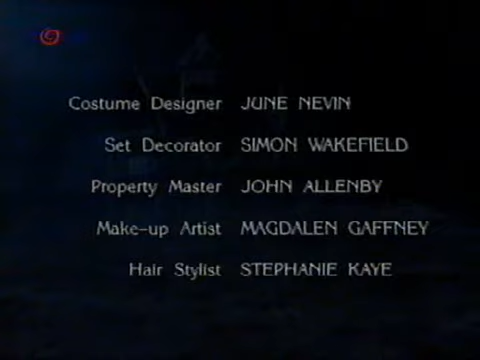 Costume Designer JUNE NEVIN
Set Decorator SIMON WAKEFIELD
Property Master JOHN ALLENBY
Make-up Artist MAGDALEN GAFFNEY
Hair Stylist STEPHANIE KAYE